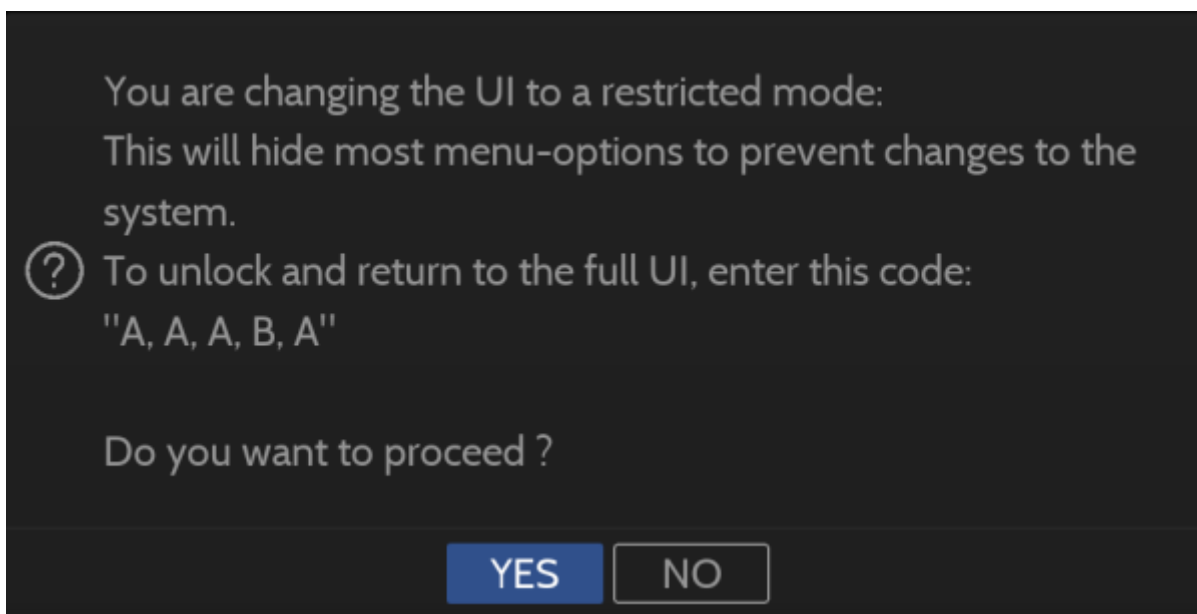 You are changing the UI to a restricted mode:
This will hide most menu-options to prevent changes to the
system.
To unlock and return to the full UI, enter this code:
"A, A, A, B, A"
Do you want to proceed ?
YES NO